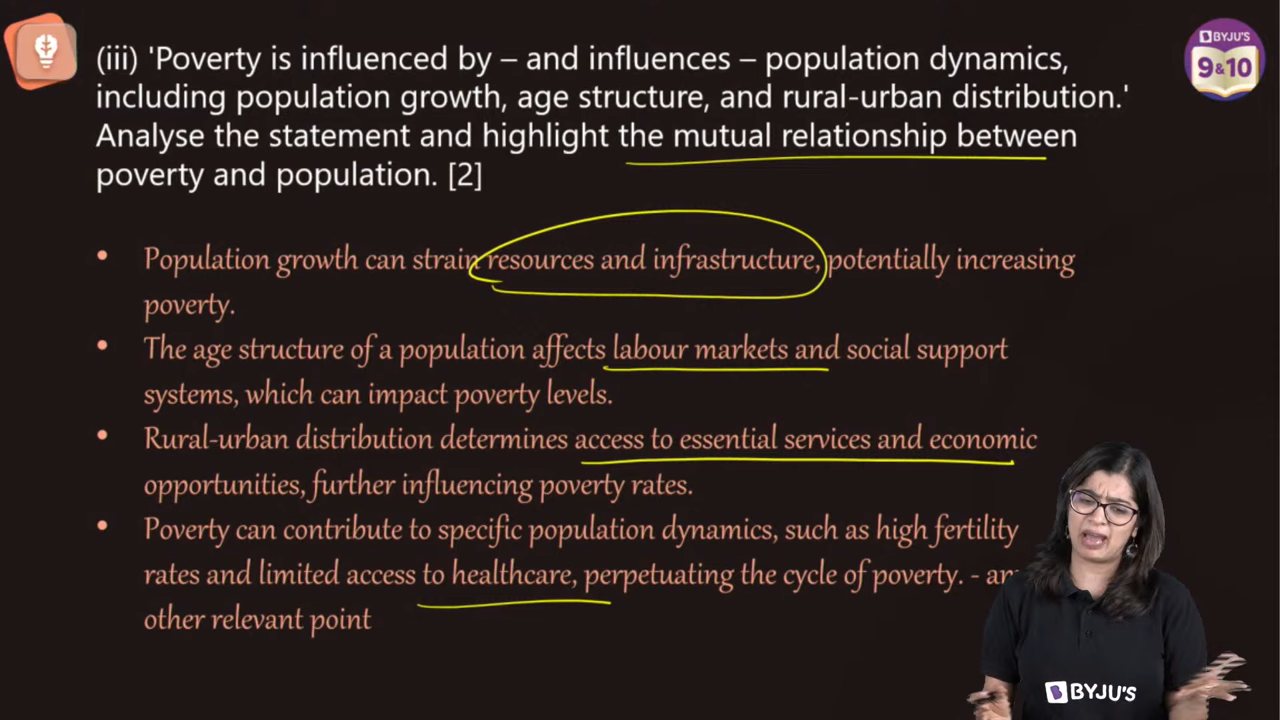 (iii) 'Poverty is influenced by – and influences – population dynamics,
including population growth, age structure, and rural-urban distribution.'
Analyse the statement and highlight the mutual relationship between
poverty and population. [2]
BYJU'S
9&10
• Population growth can strain resources and infrastructure, potentially increasing
poverty.
• The age structure of a population affects labour markets and social support
systems, which can impact poverty levels.
• Rural-urban distribution determines access to essential services and economic
opportunities, further influencing poverty rates.
• Poverty can contribute to specific population dynamics, such as high fertility
rates and limited access to healthcare, perpetuating the cycle of poverty. -
other relevant point
BYJU'S